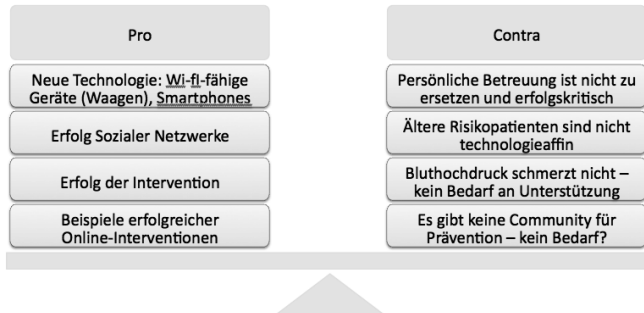 Pro
Neue Technologie: Wi-fI-fähige
Geräte (Waagen), Smartphones
Erfolg Sozialer Netzwerke
Erfolg der Intervention
Beispiele erfolgreicher
Online-Interventionen
Contra
Persönliche Betreuung ist nicht zu
ersetzen und erfolgskritisch
Ältere Risikopatienten sind nicht
technologieaffin
Bluthochdruck schmerzt nicht –
kein Bedarf an Unterstützung
Es gibt keine Community für
Prävention – kein Bedarf?